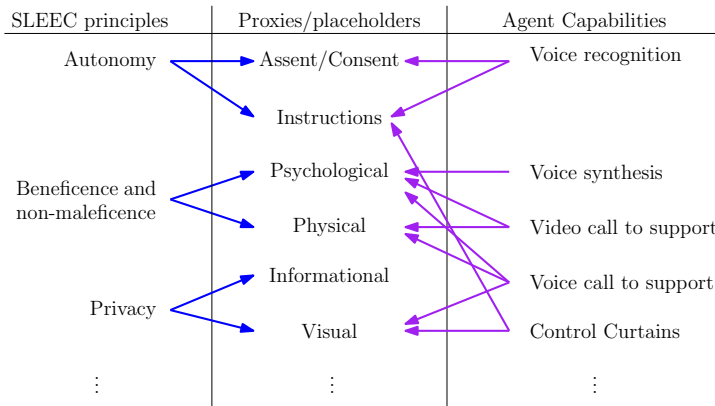 SLEEC principles
Proxies/placeholders
Agent Capabilities
Autonomy
Assent/Consent
Voice recognition
Instructions
Beneficence and
non-maleficence
Psychological
Voice synthesis
Physical
Video call to support
Privacy
Informational
Voice call to support
Visual
Control Curtains
⋮
⋮
⋮